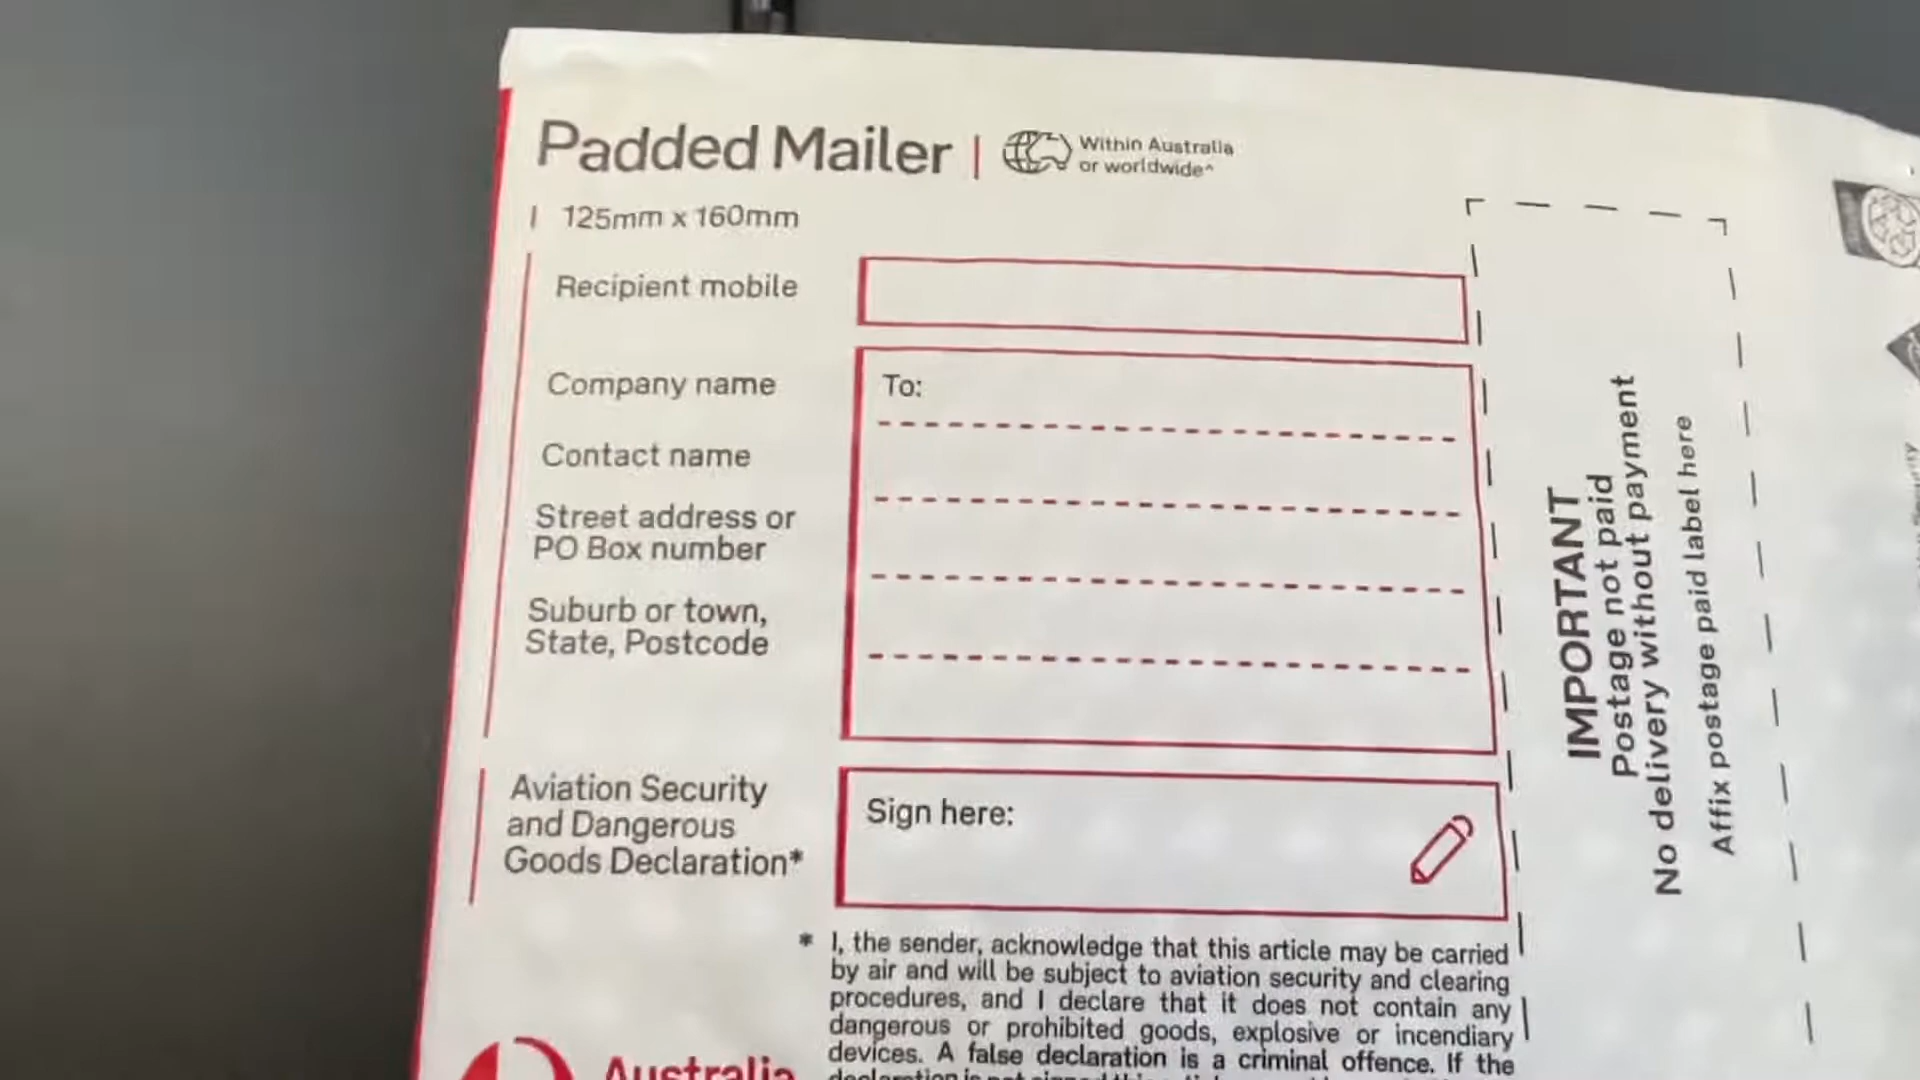 Padded Mailer | Within Australia
or worldwide^
125mm x 160mm
Recipient mobile
Company name
To:
Contact name
Street address or
PO Box number
Suburb or town,
State, Postcode
Aviation Security
and Dangerous
Goods Declaration*
Sign here:
* I, the sender, acknowledge that this article may be carried
by air and will be subject to aviation security and clearing
procedures, and I declare that it does not contain any
dangerous or prohibited goods, explosive or incendiary
devices. A false declaration is a criminal offence. If the
Australia
IMPORTANT
Postage not paid
No delivery without payment
Affix postage paid label here